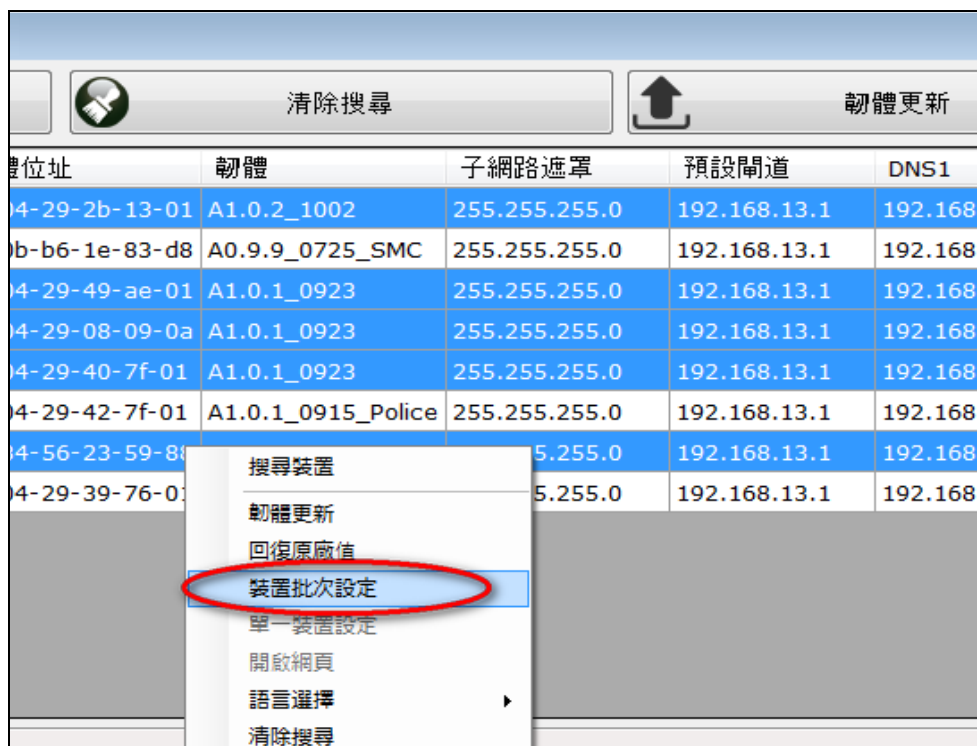 清除搜尋 韌體更新
體位址 韌體 子網路遮罩 預設閘道 DNS1
04-29-2b-13-01 A1.0.2_1002 255.255.255.0 192.168.13.1 192.168
0b-b6-1e-83-d8 A0.9.9_0725_SMC 255.255.255.0 192.168.13.1 192.168
04-29-49-ae-01 A1.0.1_0923 255.255.255.0 192.168.13.1 192.168
04-29-08-09-0a A1.0.1_0923 255.255.255.0 192.168.13.1 192.168
04-29-40-7f-01 A1.0.1_0923 255.255.255.0 192.168.13.1 192.168
04-29-42-7f-01 A1.0.1_0915_Police 255.255.255.0 192.168.13.1 192.168
34-56-23-59-88 5.255.0 192.168.13.1 192.168
04-29-39-76-01 5.255.0 192.168.13.1 192.168
搜尋裝置
韌體更新
回復原廠值
裝置批次設定
單一裝置設定
開啟網頁
語言選擇
清除搜尋